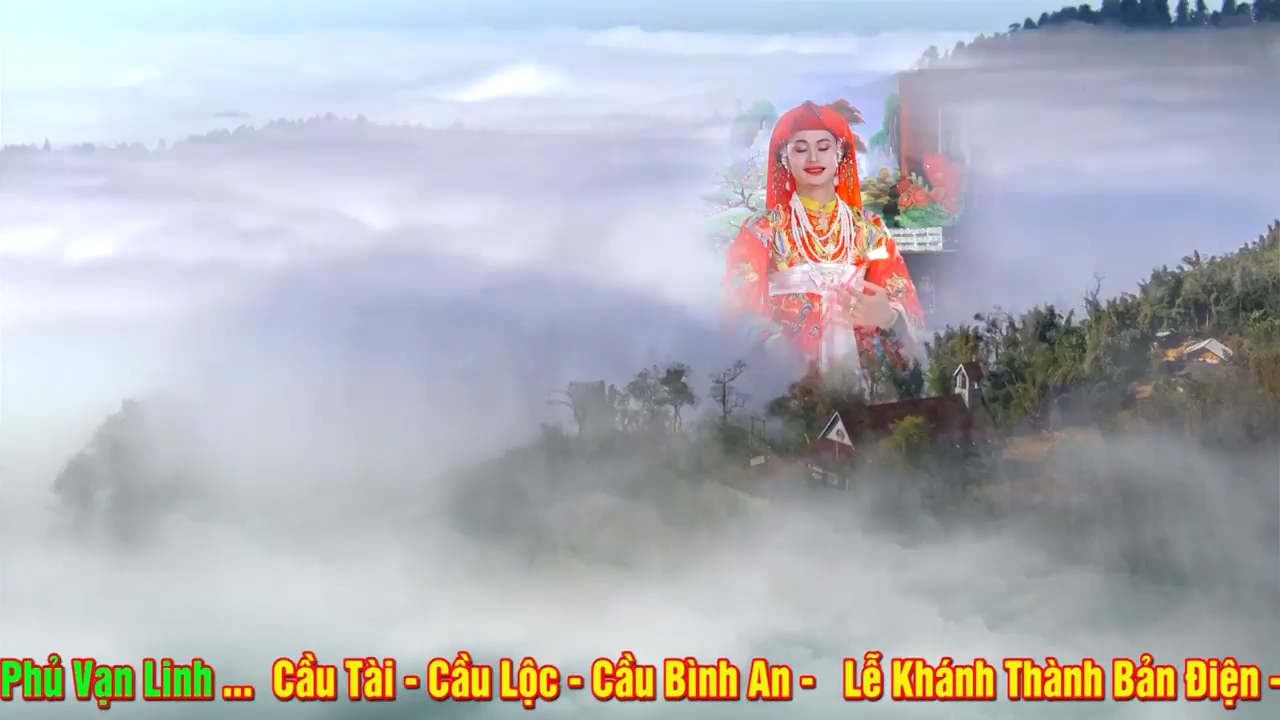 Phủ Vạn Linh ... Cầu Tài - Cầu Lộc - Cầu Bình An - Lễ Khánh Thành Bản Điện -